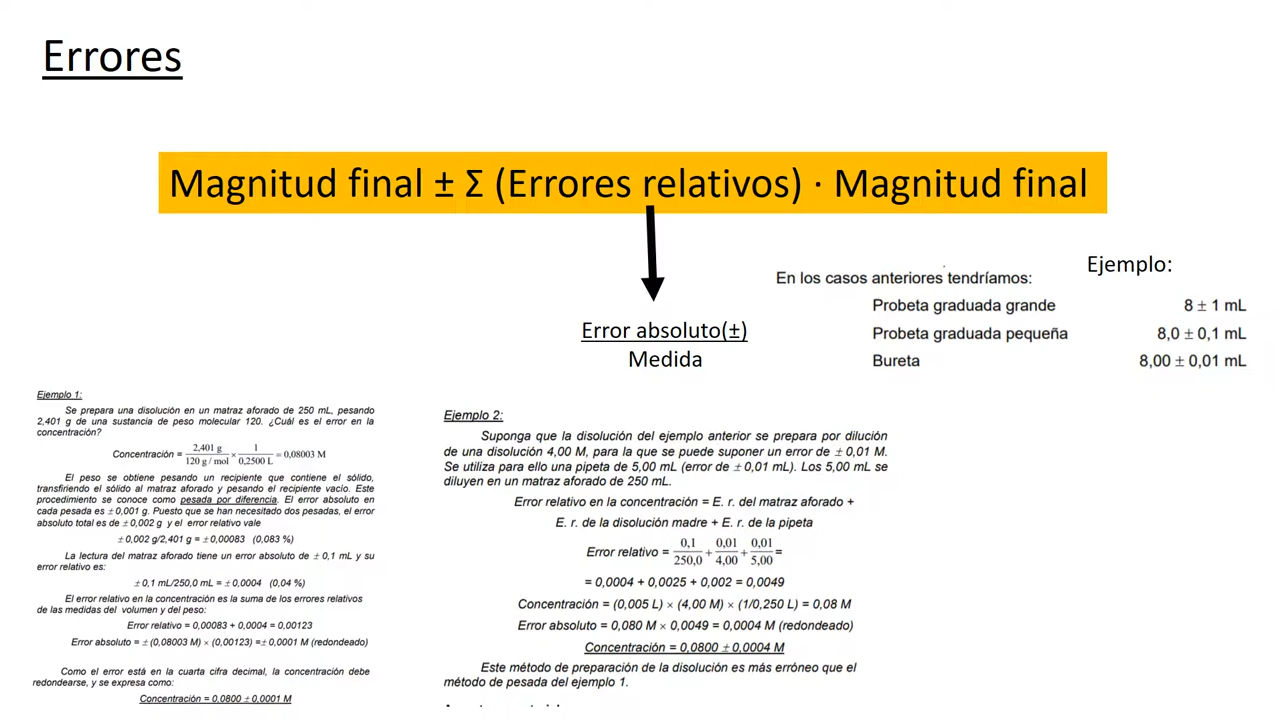 Errores
Magnitud final ± Σ (Errores relativos) · Magnitud final
Error absoluto(±)
Medida
Ejemplo:
En los casos anteriores tendríamos:
Probeta graduada grande 8 ± 1 mL
Probeta graduada pequeña 8,0 ± 0,1 mL
Bureta 8,00 ± 0,01 mL
Ejemplo 1:
Se prepara una disolución en un matraz aforado de 250 mL, pesando
2,401 g de una sustancia de peso molecular 120. ¿Cuál es el error en la
concentración?
Concentración = 2,401 g / 120 g / mol × 1 / 0,2500 L = 0,08003 M
El peso se obtiene pesando un recipiente que contiene el sólido,
transfiriendo el sólido al matraz aforado y pesando el recipiente vacío. Este
procedimiento se conoce como pesada por diferencia. El error absoluto en
cada pesada es ± 0,001 g. Puesto que se han necesitado dos pesadas, el error
absoluto total es de ± 0,002 g y el error relativo vale
± 0,002 g/2,401 g = ± 0,00083 (0,083 %)
La lectura del matraz aforado tiene un error absoluto de ± 0,1 mL y su
error relativo es:
± 0,1 mL/250,0 mL = ± 0,0004 (0,04 %)
El error relativo en la concentración es la suma de los errores relativos
de las medidas del volumen y del peso:
Error relativo = 0,00083 + 0,0004 = 0,00123
Error absoluto = ± (0,08003 M) × (0,00123) = ± 0,0001 M (redondeado)
Como el error está en la cuarta cifra decimal, la concentración debe
redondearse, y se expresa como:
Concentración = 0,0800 ± 0,0001 M
Ejemplo 2:
Suponga que la disolución del ejemplo anterior se prepara por dilución
de una disolución 4,00 M, para la que se puede suponer un error de ± 0,01 M.
Se utiliza para ello una pipeta de 5,00 mL (error de ± 0,01 mL). Los 5,00 mL se
diluyen en un matraz aforado de 250 mL.
Error relativo en la concentración = E. r. del matraz aforado +
E. r. de la disolución madre + E. r. de la pipeta
Error relativo = 0,1 / 250,0 + 0,01 / 4,00 + 0,01 / 5,00 =
= 0,0004 + 0,0025 + 0,002 = 0,0049
Concentración = (0,005 L) × (4,00 M) × (1/0,250 L) = 0,08 M
Error absoluto = 0,080 M × 0,0049 = 0,0004 M (redondeado)
Concentración = 0,0800 ± 0,0004 M
Este método de preparación de la disolución es más erróneo que el
método de pesada del ejemplo 1.